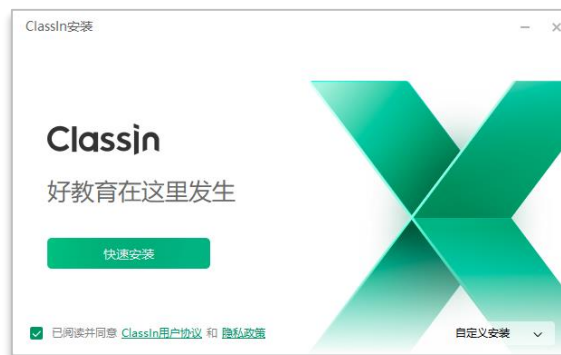 ClassIn安装
Classjn
好教育在这里发生
快速安装
已阅读并同意 ClassIn用户协议 和 隐私政策
自定义安装